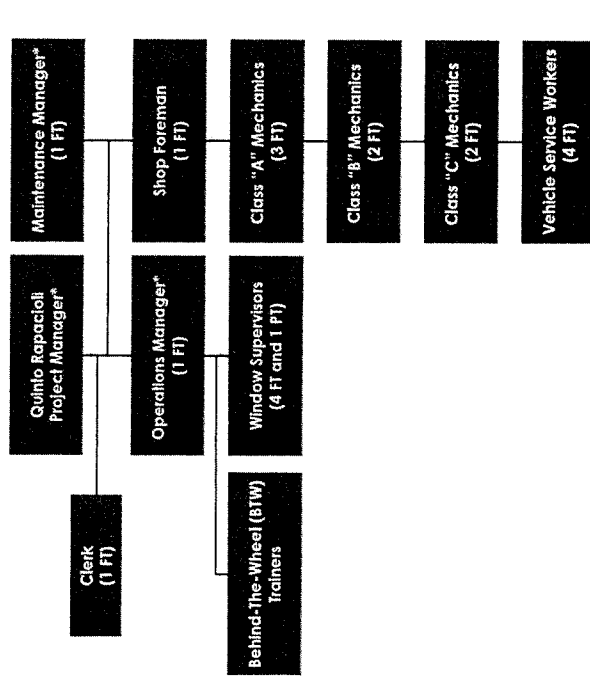 Quinto Rapacioli
Project Manager*
Maintenance Manager*
(1 FT)
Clerk
(1 FT)
Operations Manager*
(1 FT)
Shop Foreman
(1 FT)
Behind-The-Wheel (BTW)
Trainers
Window Supervisors
(4 FT and 1 PT)
Class "A" Mechanics
(3 FT)
Class "B" Mechanics
(2 FT)
Class "C" Mechanics
(2 FT)
Vehicle Service Workers
(4 FT)